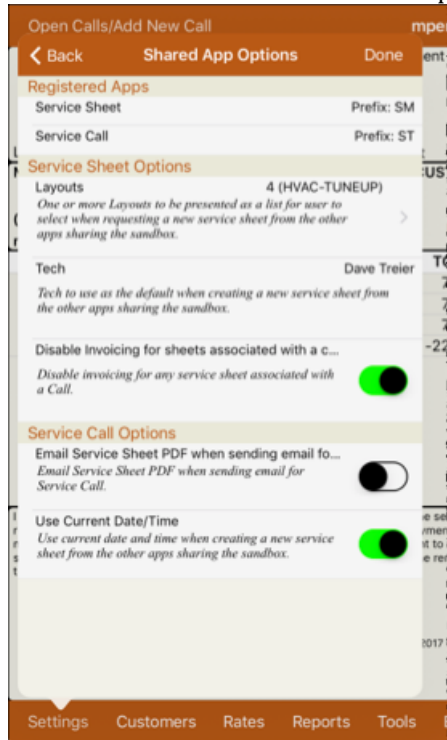 Open Calls/Add New Call
Back
Shared App Options
Done
Registered Apps
Service Sheet Prefix: SM
Service Call Prefix: ST
Service Sheet Options
Layouts 4 (HVAC-TUNEUP)
One or more Layouts to be presented as a list for user to
select when requesting a new service sheet from the other
apps sharing the sandbox.
Tech Dave Treier
Tech to use as the default when creating a new service sheet from
the other apps sharing the sandbox.
Disable Invoicing for sheets associated with a c...
Disable invoicing for any service sheet associated with
a Call.
Service Call Options
Email Service Sheet PDF when sending email fo...
Email Service Sheet PDF when sending email for
Service Call.
Use Current Date/Time
Use current date and time when creating a new service
sheet from the other apps sharing the sandbox.
-22
2017
Settings Customers Rates Reports Tools